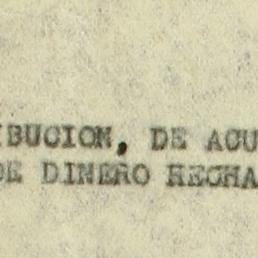 IBUCION, DE ACU
DE DINERO RECHA